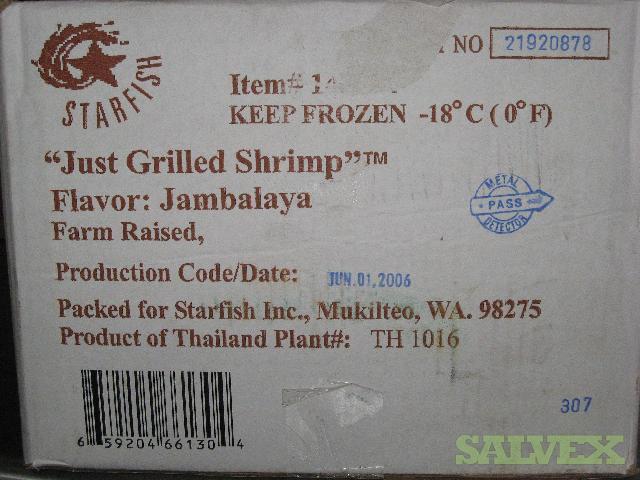 STARFISH
NO 21920878
Item#
KEEP FROZEN -18°C ( 0°F)
“Just Grilled Shrimp”™
Flavor: Jambalaya
Farm Raised,
METAL
PASS
DETECTOR
Production Code/Date: JUN.01,2006
Packed for Starfish Inc., Mukilteo, WA. 98275
Product of Thailand Plant#: TH 1016
307
6 59204 66130 4
SALVEX